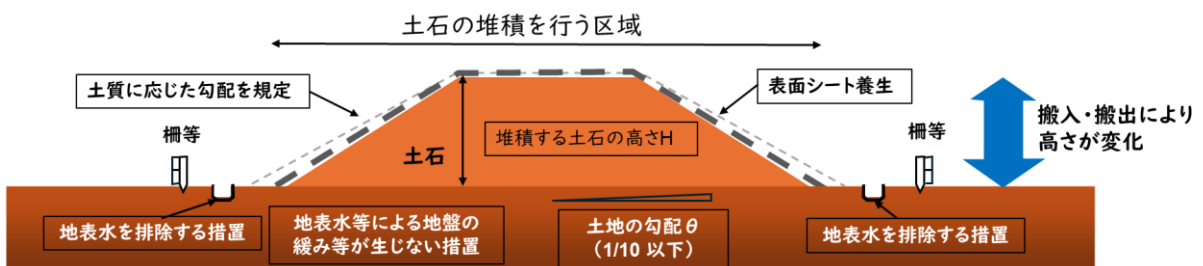 土石の堆積を行う区域
土質に応じた勾配を規定
表面シート養生
搬入・搬出により
高さが変化
柵等
柵等
堆積する土石の高さH
土石
地表水を排除する措置
地表水等による地盤の
緩み等が生じない措置
土地の勾配θ
（1/10 以下）
地表水を排除する措置